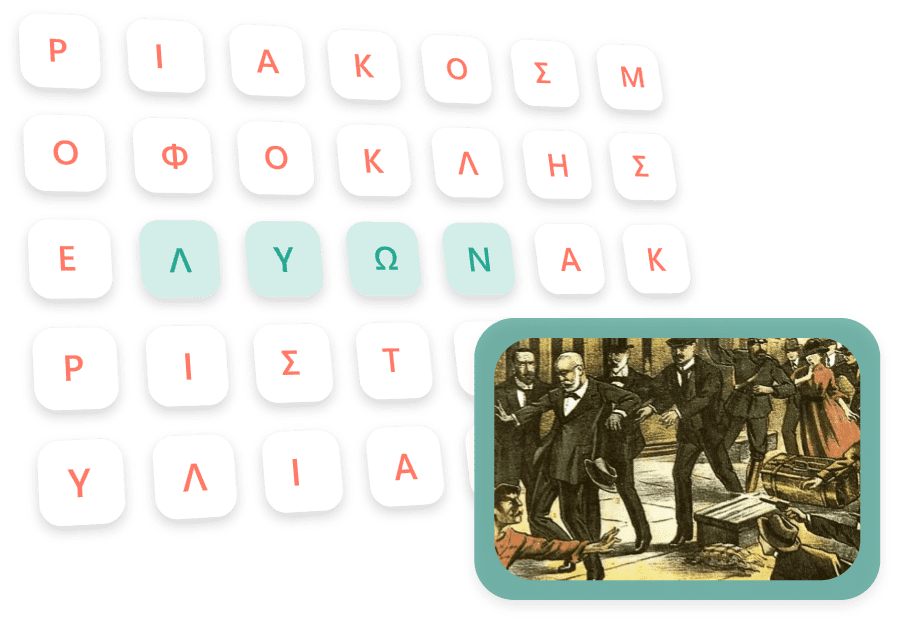 Ρ Ι Α Κ Ο Σ Μ
Ο Φ Ο Κ Λ Η Σ
Ε Λ Υ Ω Ν Α Κ
Ρ Ι Σ Τ
Υ Λ Ι Α